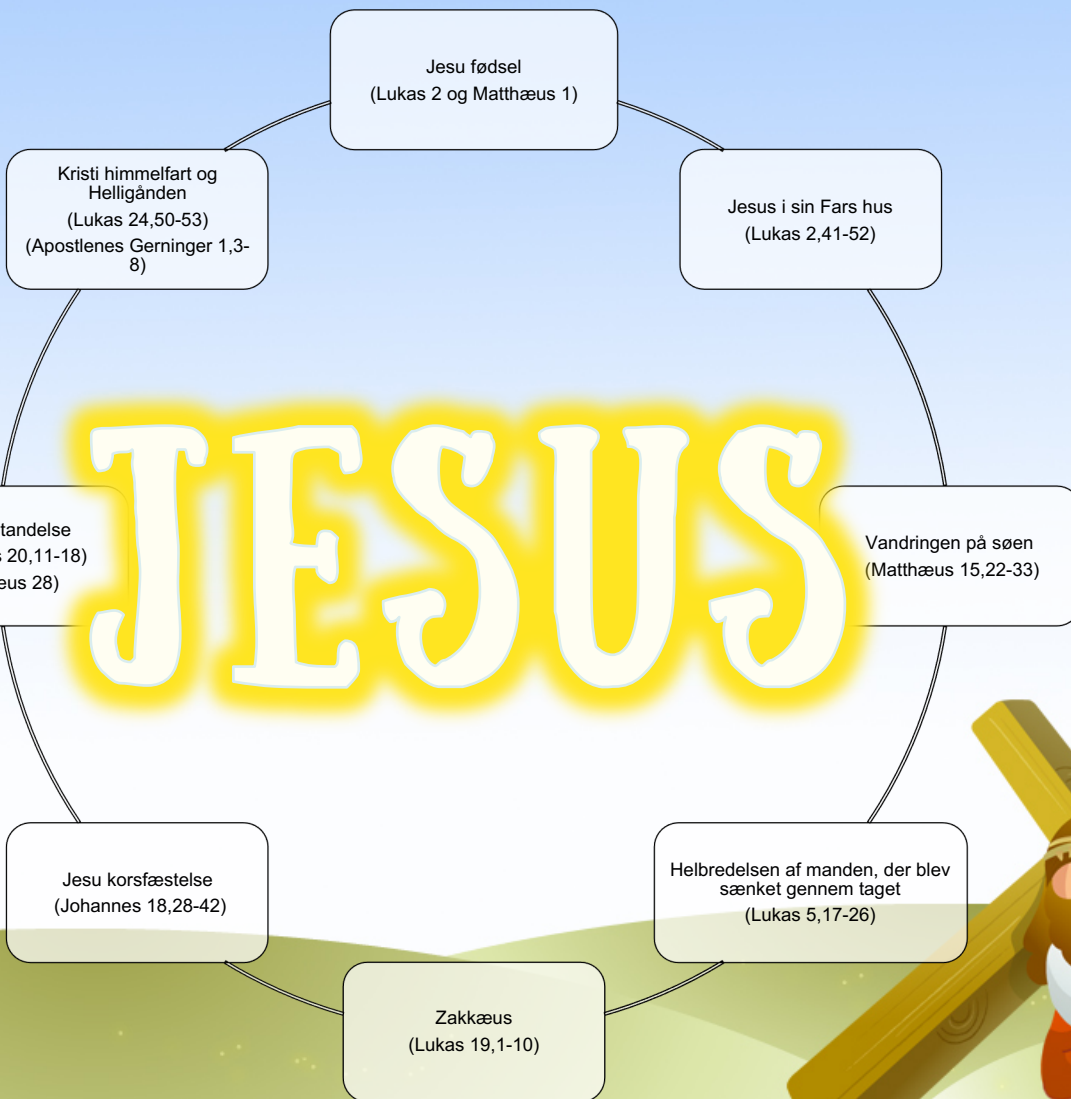 Jesu fødsel
(Lukas 2 og Matthæus 1)
Kristi himmelfart og
Helligånden
(Lukas 24,50-53)
(Apostlenes Gerninger 1,3-
8)
Jesus i sin Fars hus
(Lukas 2,41-52)
JESUS
tandelse
20,11-18)
28)
Vandringen på søen
(Matthæus 15,22-33)
Jesu korsfæstelse
(Johannes 18,28-42)
Helbredelsen af manden, der blev
sænket gennem taget
(Lukas 5,17-26)
Zakkæus
(Lukas 19,1-10)